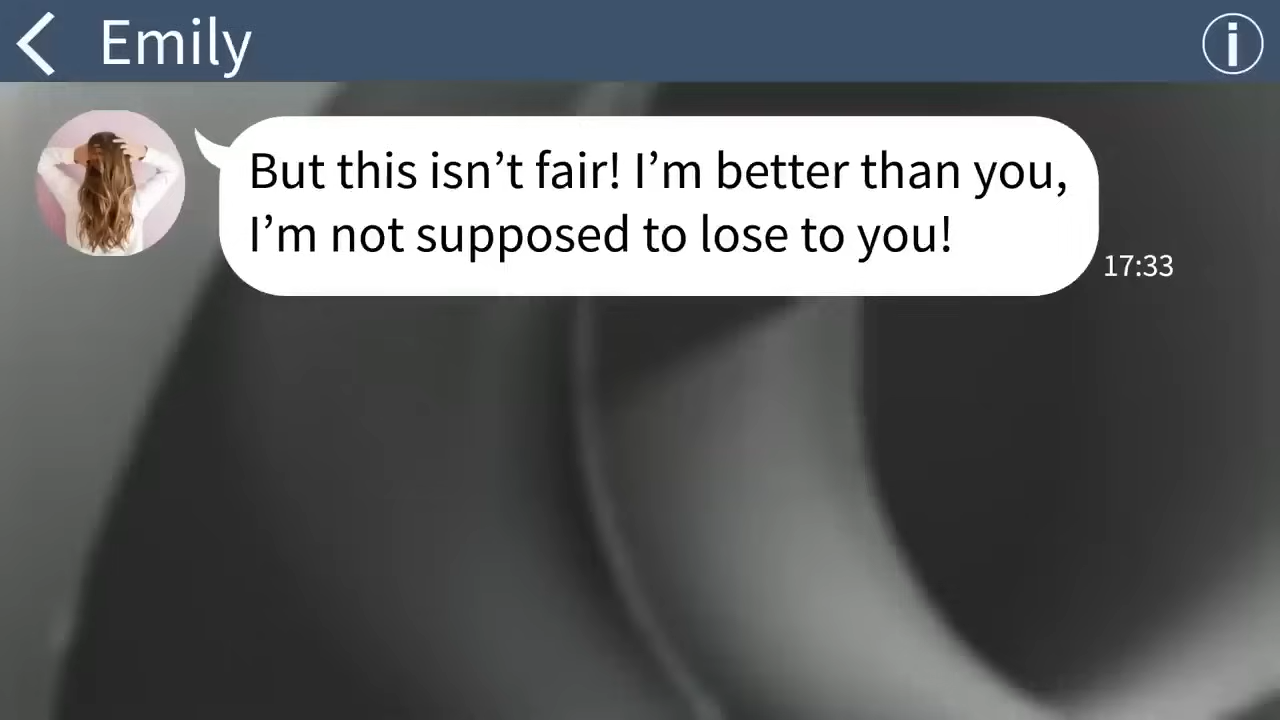 Emily
i
But this isn’t fair! I’m better than you,
I’m not supposed to lose to you!
17:33